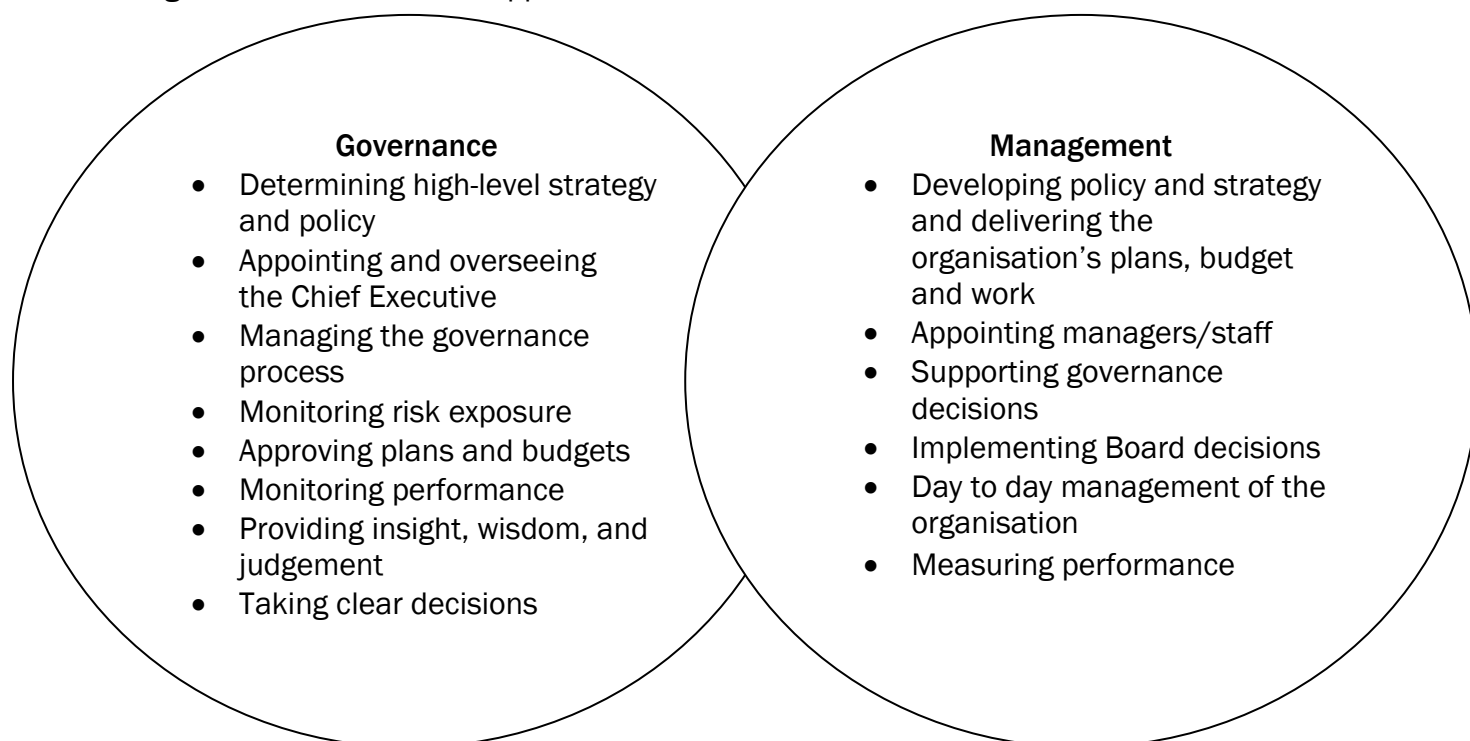 Governance
• Determining high-level strategy
and policy
• Appointing and overseeing
the Chief Executive
• Managing the governance
process
• Monitoring risk exposure
• Approving plans and budgets
• Monitoring performance
• Providing insight, wisdom, and
judgement
• Taking clear decisions
Management
• Developing policy and strategy
and delivering the
organisation’s plans, budget
and work
• Appointing managers/staff
• Supporting governance
decisions
• Implementing Board decisions
• Day to day management of the
organisation
• Measuring performance